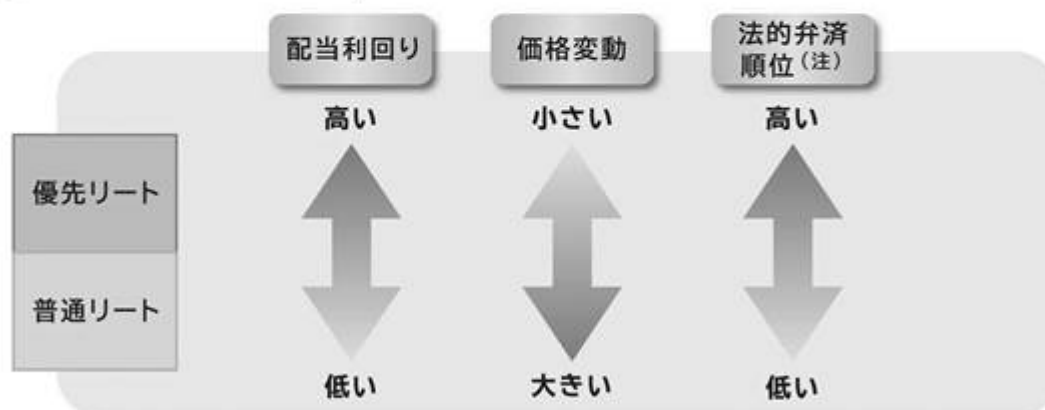 配当利回り
価格変動
法的弁済
順位(注)
高い
小さい
高い
優先リート
普通リート
低い
大きい
低い